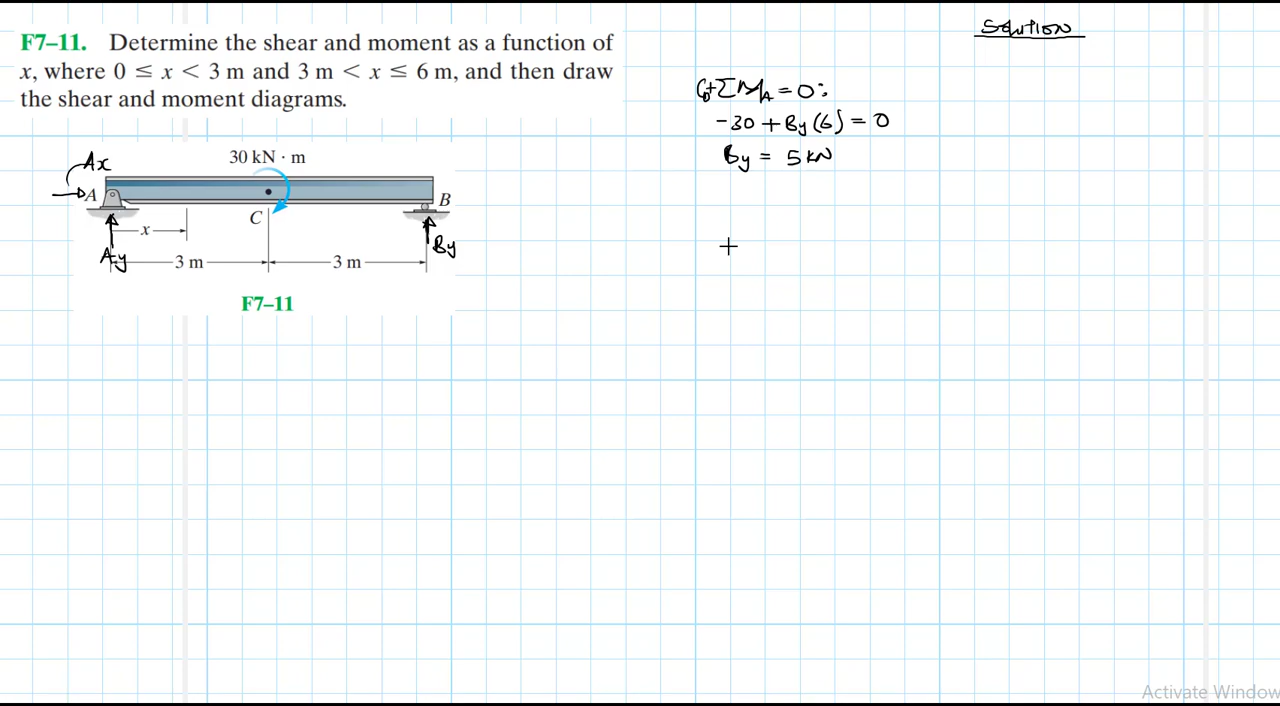 Solution
F7–11. Determine the shear and moment as a function of
x, where 0 ≤ x < 3 m and 3 m < x ≤ 6 m, and then draw
the shear and moment diagrams.
↺+ΣM_A = 0:
-30 + By(6) = 0
By = 5 kN
+
Ax
30 kN · m
A
B
C
x
Ay
By
3 m
3 m
F7–11
Activate Window